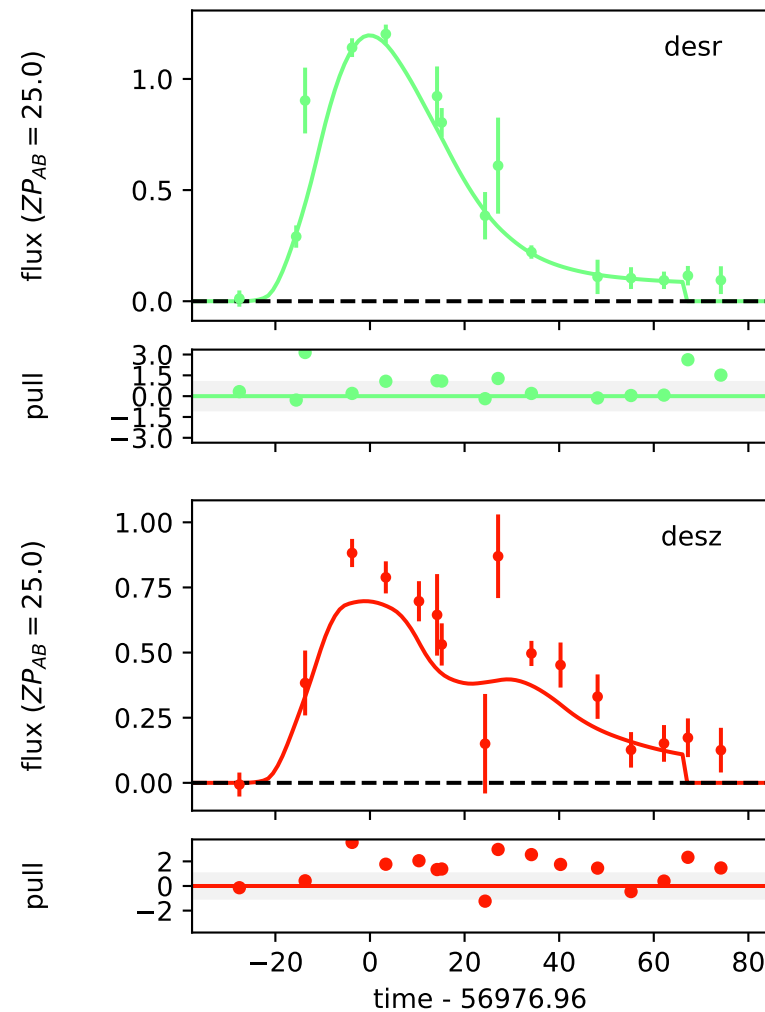 desr
flux (ZP_AB = 25.0)
1.0
0.5
0.0
pull
3.0
1.5
0.0
−1.5
−3.0
desz
flux (ZP_AB = 25.0)
1.00
0.75
0.50
0.25
0.00
pull
2
0
−2
−20 0 20 40 60 80
time - 56976.96